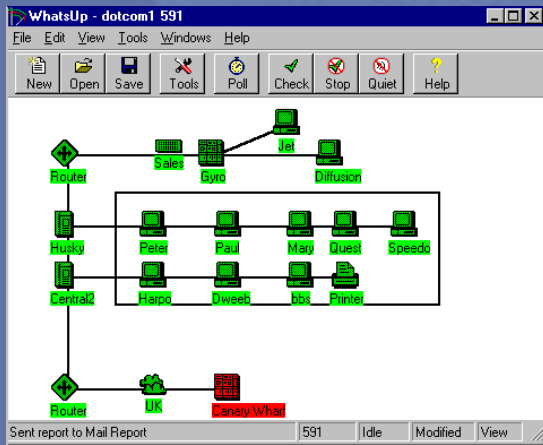 WhatsUp - dotcom1 591
File Edit View Tools Windows Help
New Open Save Tools Poll Check Stop Quiet Help
Jet
Router Sales Gyro Diffusion
Husky Peter Paul Mary Quest Speedo
Central2 Harpo Dweeb bbs Printer
Router UK Canary Wharf
Sent report to Mail Report 591 Idle Modified View